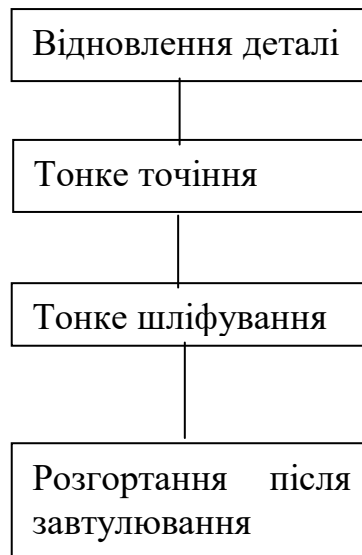 Відновлення деталі
Тонке точіння
Тонке шліфування
Розгортання після
завтулювання